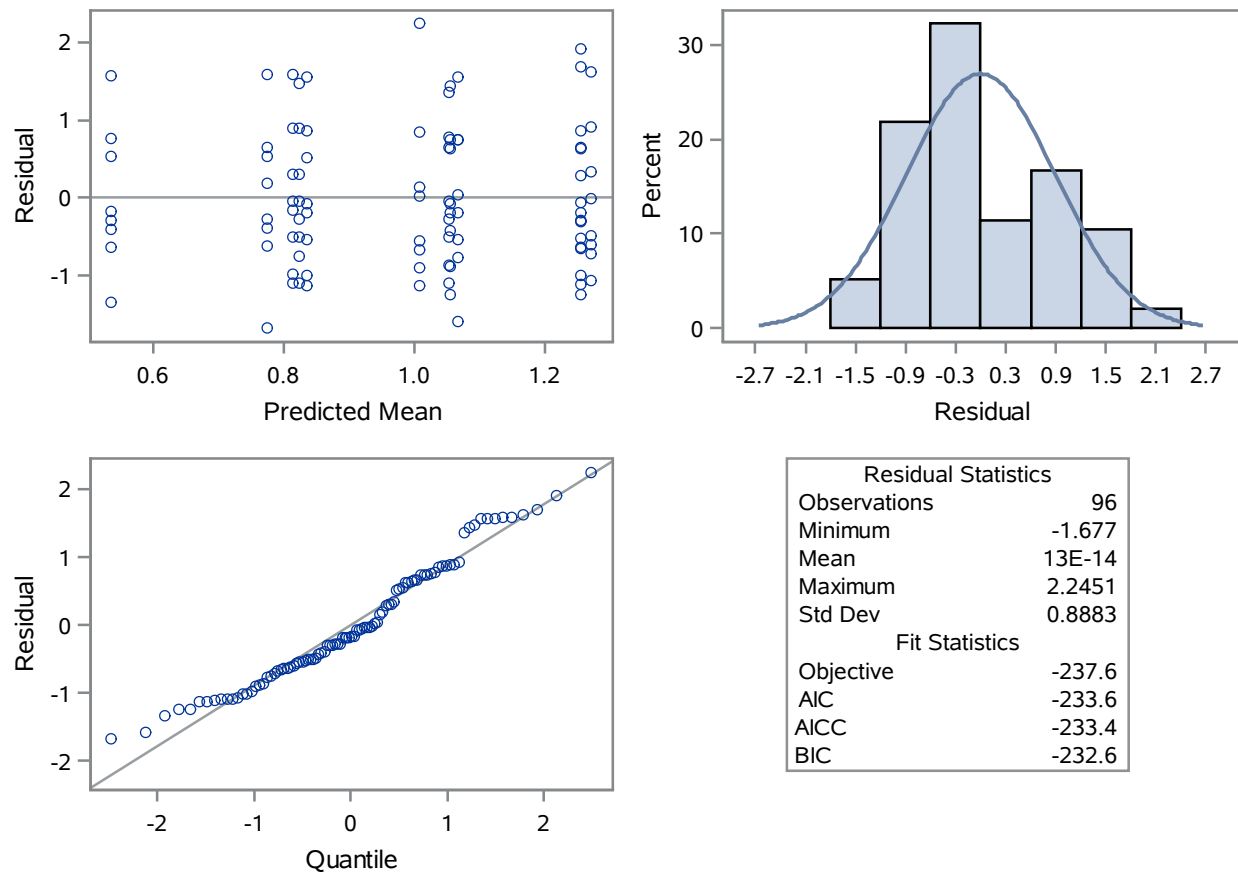 2
1
0
-1
Residual
0.6 0.8 1.0 1.2
Predicted Mean
30
20
10
0
Percent
-2.7 -2.1 -1.5 -0.9 -0.3 0.3 0.9 1.5 2.1 2.7
Residual
2
1
0
-1
-2
Residual
-2 -1 0 1 2
Quantile
Residual Statistics
Observations 96
Minimum -1.677
Mean 13E-14
Maximum 2.2451
Std Dev 0.8883
Fit Statistics
Objective -237.6
AIC -233.6
AICC -233.4
BIC -232.6